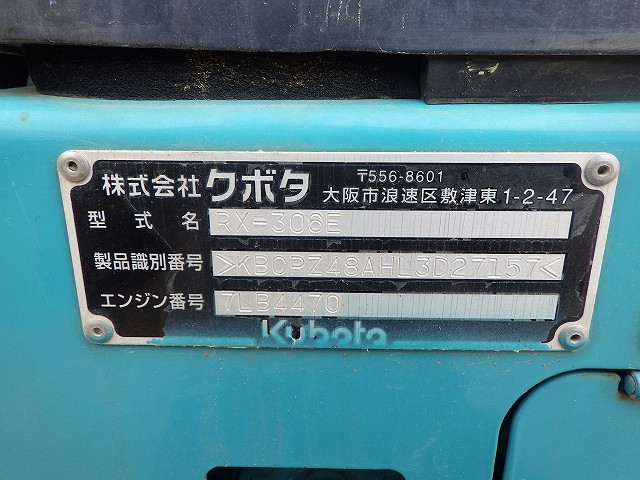 株式会社クボタ 〒556-8601
大阪市浪速区敷津東1-2-47
型式名 RX-306E
製品識別番号 >KBCPZ48AHL3D27157<
エンジン番号 7LB4470
Kubota